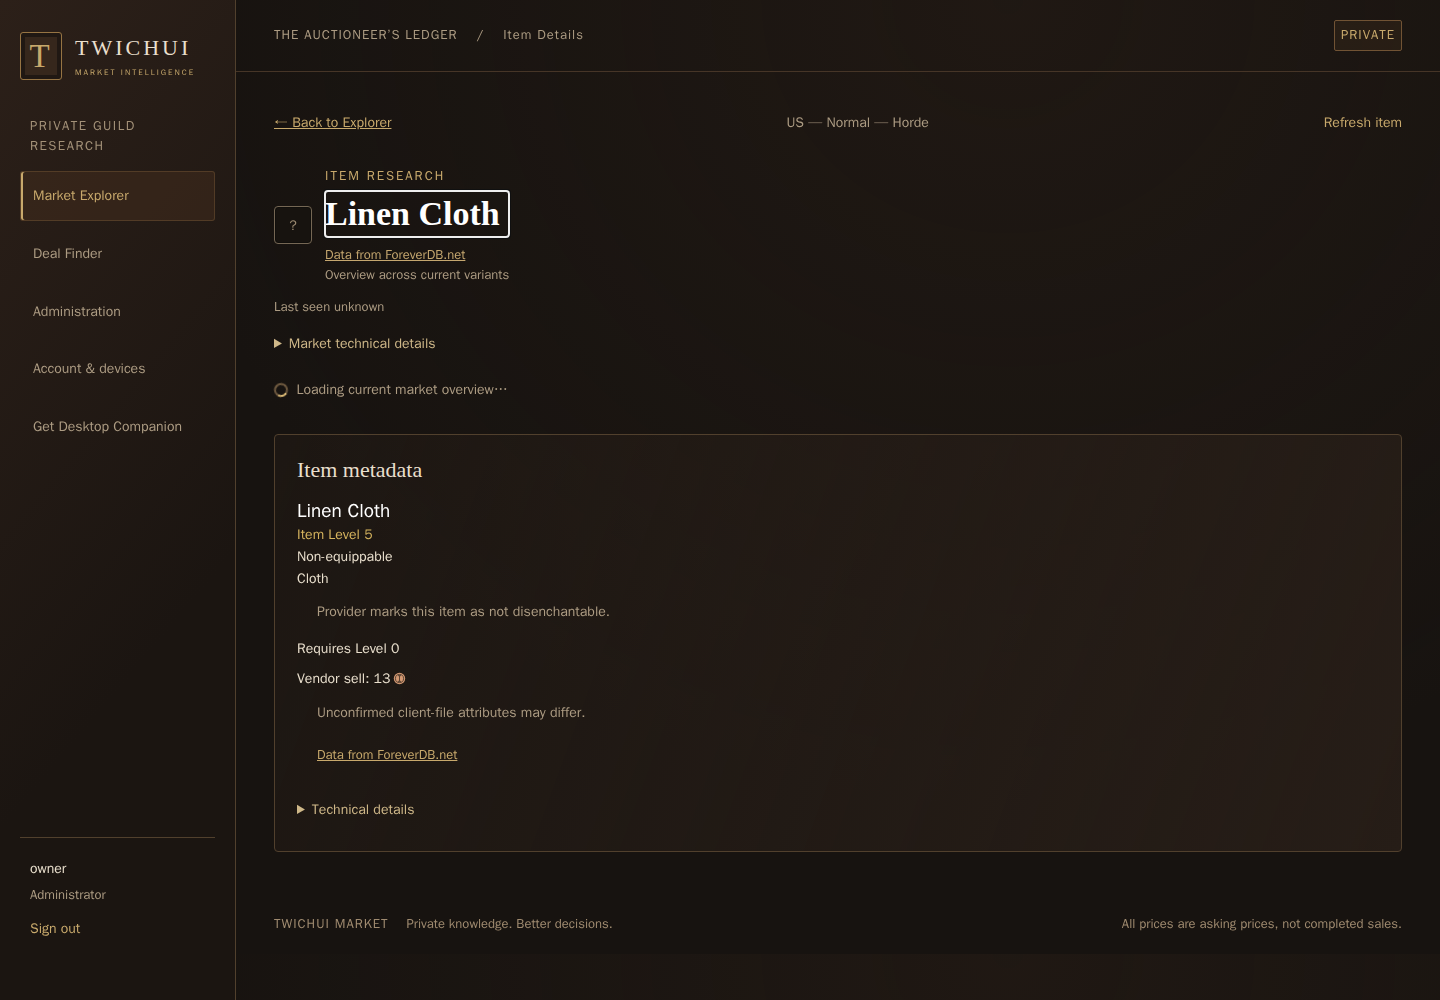 T
TWICHUI
MARKET INTELLIGENCE
PRIVATE GUILD
RESEARCH
Market Explorer
Deal Finder
Administration
Account & devices
Get Desktop Companion
owner
Administrator
Sign out
THE AUCTIONEER'S LEDGER / Item Details
PRIVATE
← Back to Explorer
US — Normal — Horde
Refresh item
ITEM RESEARCH
?
Linen Cloth
Data from ForeverDB.net
Overview across current variants
Last seen unknown
▶ Market technical details
Loading current market overview…
Item metadata
Linen Cloth
Item Level 5
Non-equippable
Cloth
Provider marks this item as not disenchantable.
Requires Level 0
Vendor sell: 13
Unconfirmed client-file attributes may differ.
Data from ForeverDB.net
▶ Technical details
TWICHUI MARKET Private knowledge. Better decisions.
All prices are asking prices, not completed sales.